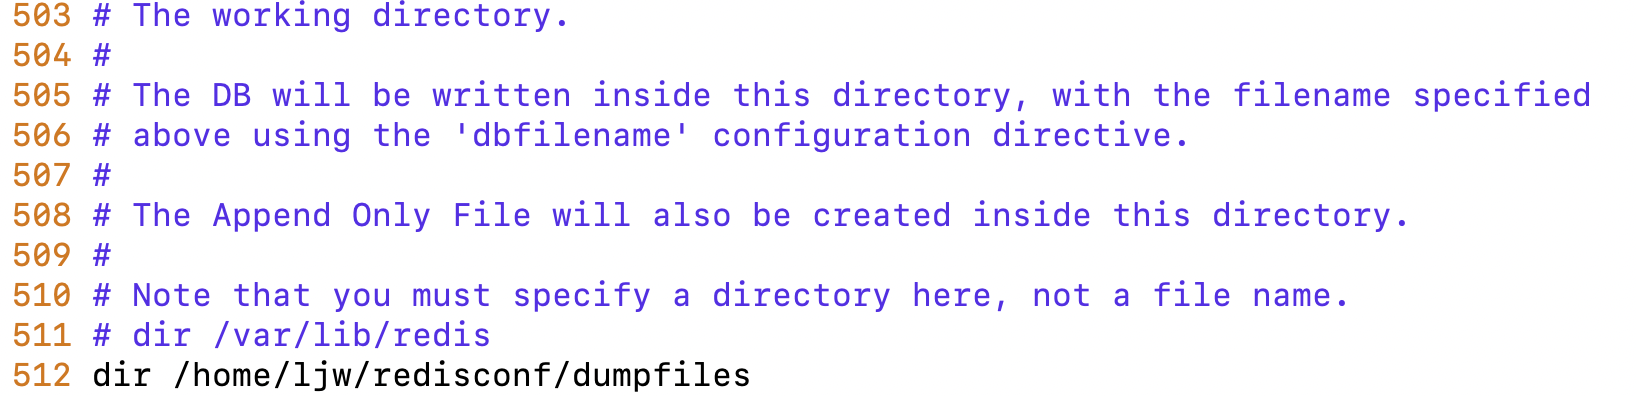 503 # The working directory.
504 #
505 # The DB will be written inside this directory, with the filename specified
506 # above using the 'dbfilename' configuration directive.
507 #
508 # The Append Only File will also be created inside this directory.
509 #
510 # Note that you must specify a directory here, not a file name.
511 # dir /var/lib/redis
512 dir /home/ljw/redisconf/dumpfiles